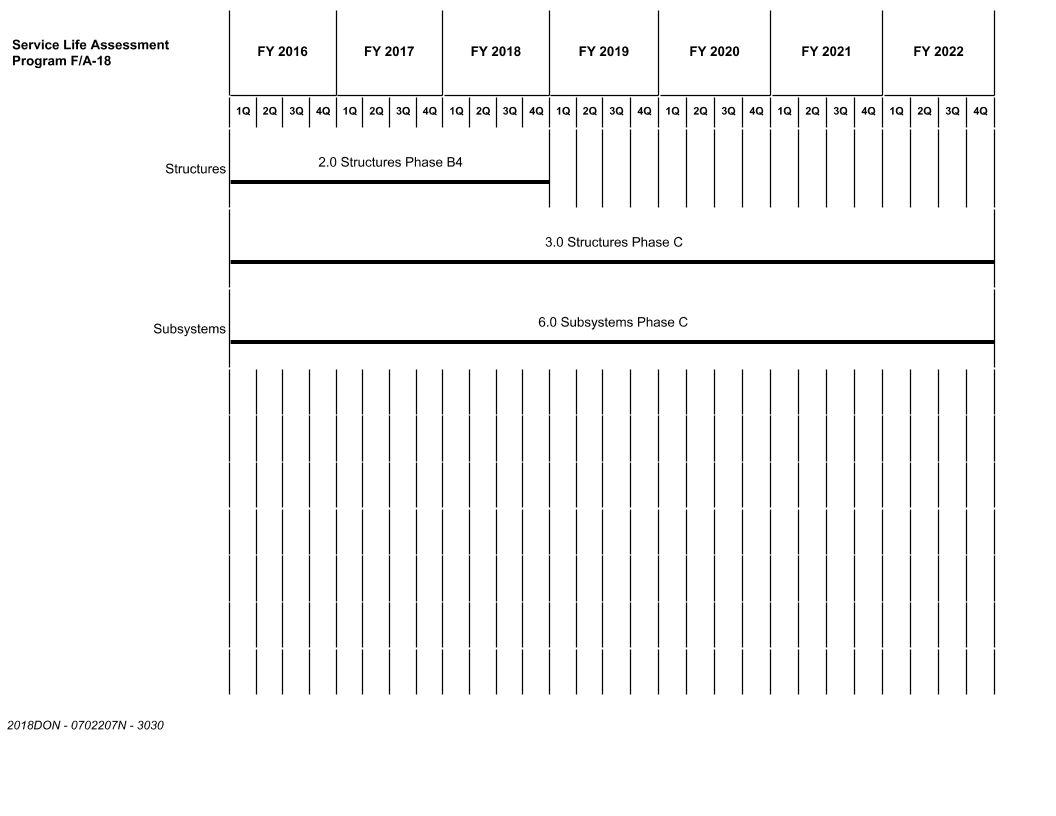 Service Life Assessment
Program F/A-18
FY 2016 FY 2017 FY 2018 FY 2019 FY 2020 FY 2021 FY 2022
1Q 2Q 3Q 4Q 1Q 2Q 3Q 4Q 1Q 2Q 3Q 4Q 1Q 2Q 3Q 4Q 1Q 2Q 3Q 4Q 1Q 2Q 3Q 4Q 1Q 2Q 3Q 4Q
2.0 Structures Phase B4
Structures
3.0 Structures Phase C
6.0 Subsystems Phase C
Subsystems
2018DON - 0702207N - 3030